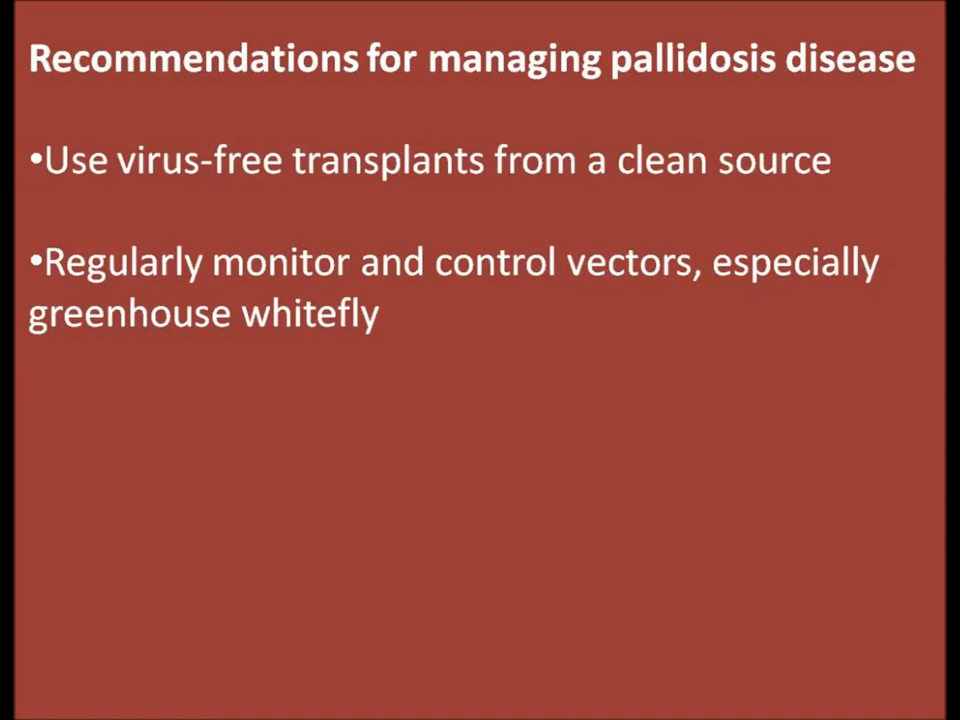 Recommendations for managing pallidosis disease
•Use virus-free transplants from a clean source
•Regularly monitor and control vectors, especially
greenhouse whitefly